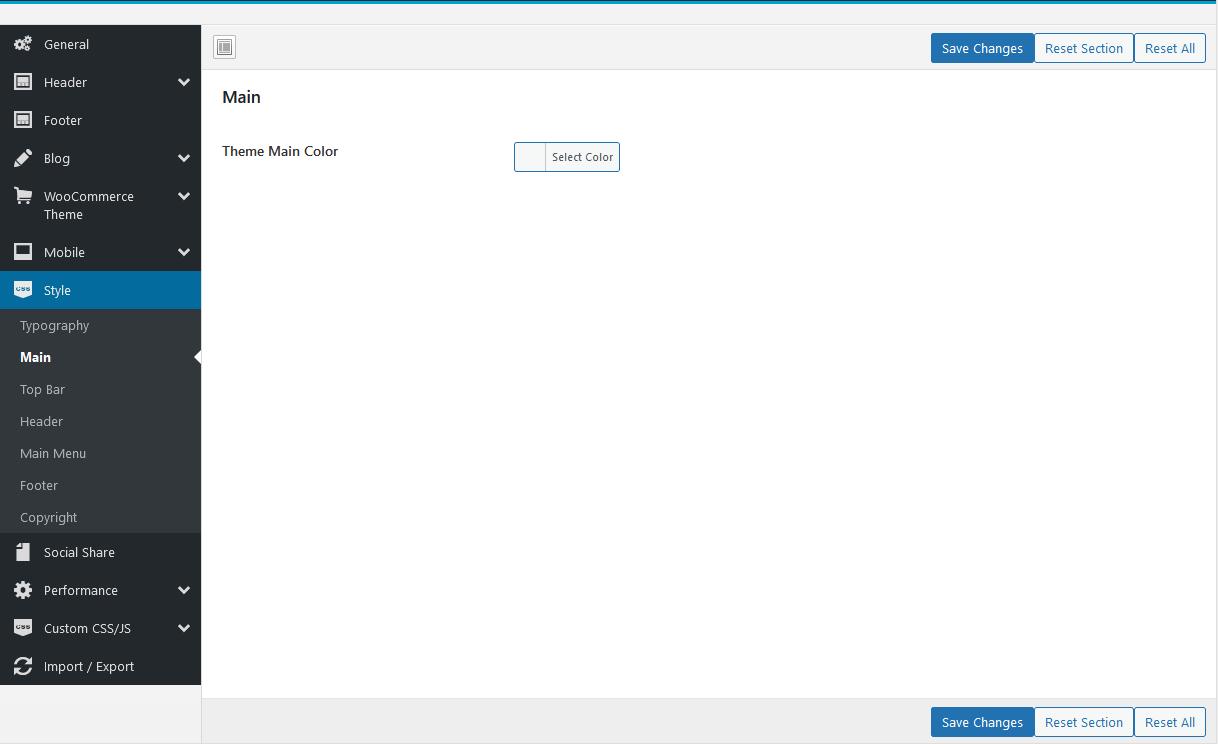 General
Header
Footer
Blog
WooCommerce
Theme
Mobile
css
Style
Typography
Main
Top Bar
Header
Main Menu
Footer
Copyright
Social Share
Performance
css
Custom CSS/JS
Import / Export
Save Changes
Reset Section
Reset All
Main
Theme Main Color
Select Color
Save Changes
Reset Section
Reset All